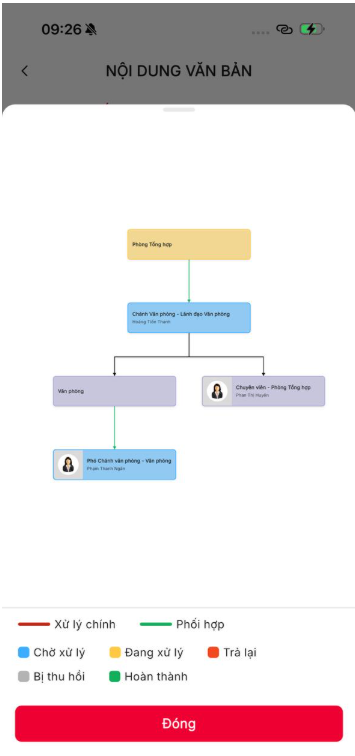 09:26
NỘI DUNG VĂN BẢN
Phòng Tổng hợp
Chánh Văn phòng - Lãnh đạo Văn phòng
Hoàng Tiến Thanh
Văn phòng
Chuyên viên - Phòng Tổng hợp
Phan Thị Huyền
Phó Chánh văn phòng - Văn phòng
Phạm Thanh Ngân
Xử lý chính
Phối hợp
Chờ xử lý
Đang xử lý
Trả lại
Bị thu hồi
Hoàn thành
Đóng